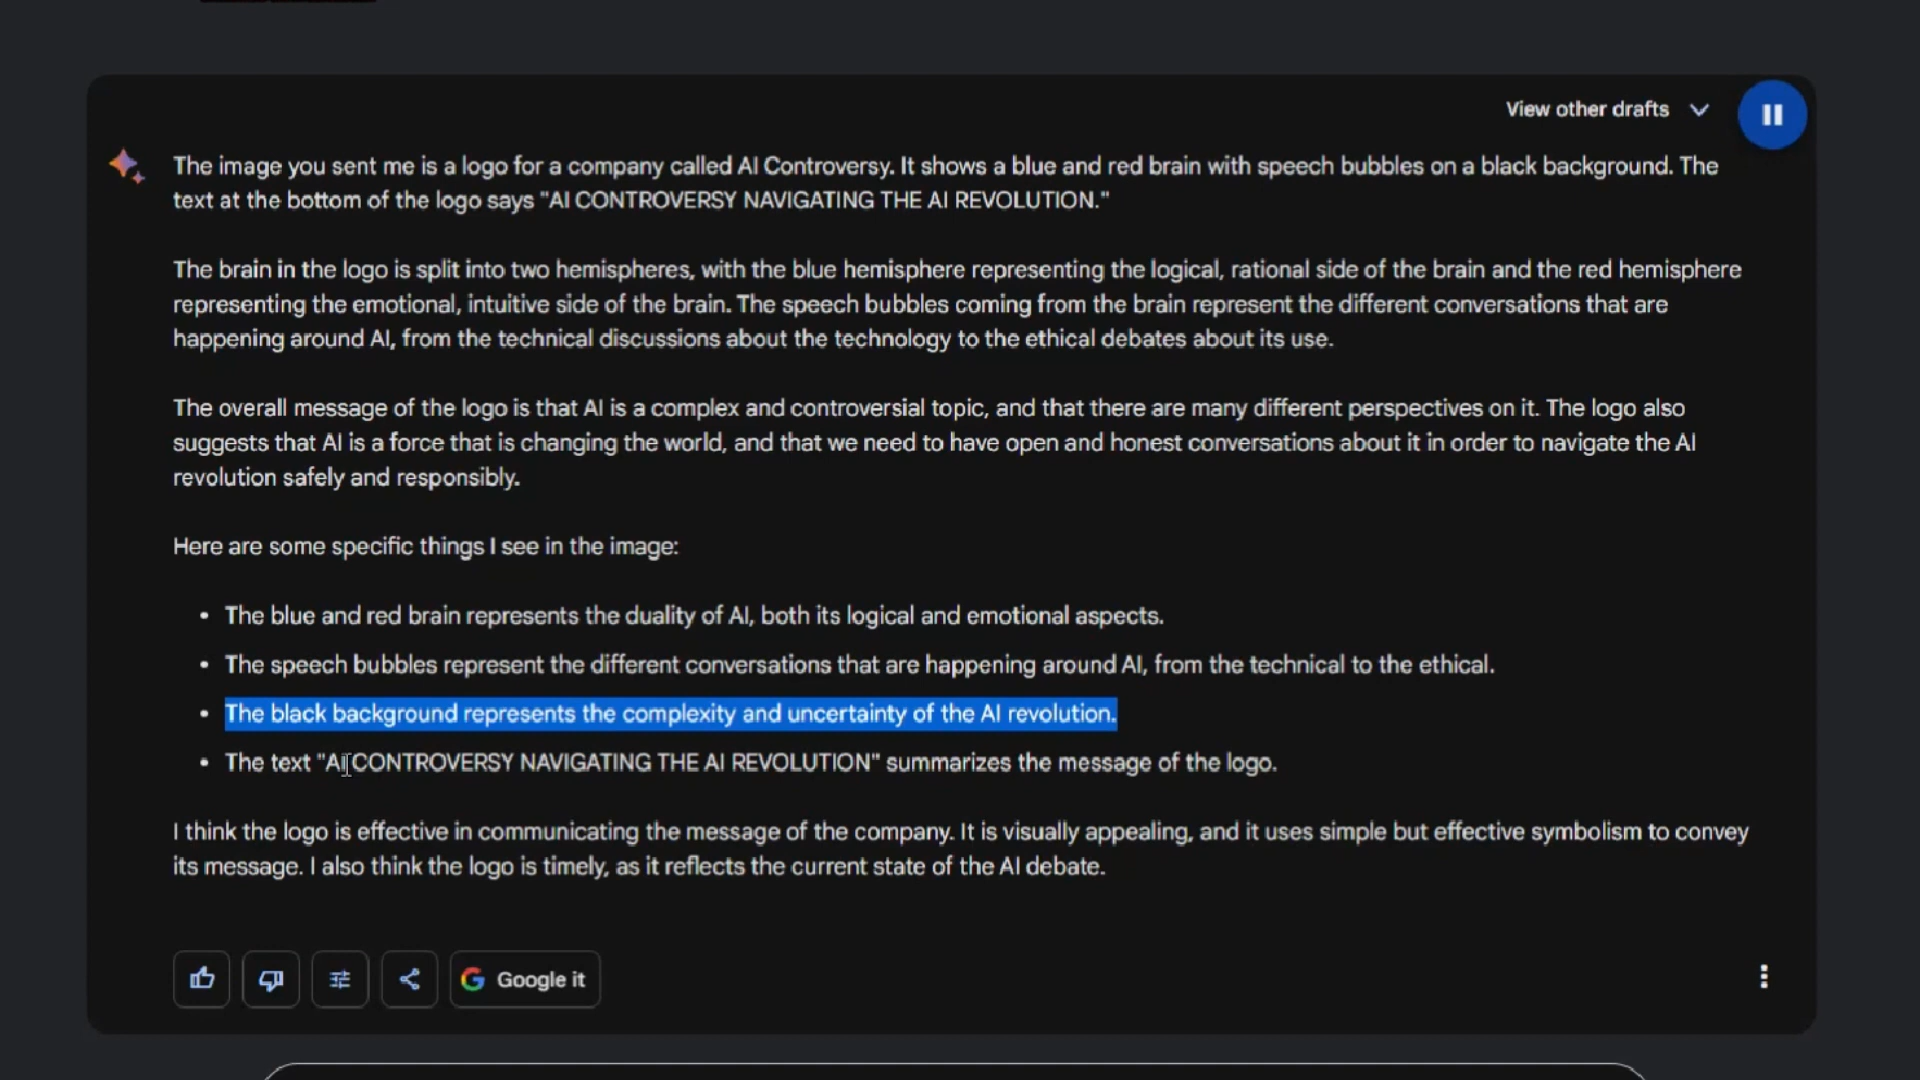 View other drafts
The image you sent me is a logo for a company called AI Controversy. It shows a blue and red brain with speech bubbles on a black background. The
text at the bottom of the logo says "AI CONTROVERSY NAVIGATING THE AI REVOLUTION."
The brain in the logo is split into two hemispheres, with the blue hemisphere representing the logical, rational side of the brain and the red hemisphere
representing the emotional, intuitive side of the brain. The speech bubbles coming from the brain represent the different conversations that are
happening around AI, from the technical discussions about the technology to the ethical debates about its use.
The overall message of the logo is that AI is a complex and controversial topic, and that there are many different perspectives on it. The logo also
suggests that AI is a force that is changing the world, and that we need to have open and honest conversations about it in order to navigate the AI
revolution safely and responsibly.
Here are some specific things I see in the image:
• The blue and red brain represents the duality of AI, both its logical and emotional aspects.
• The speech bubbles represent the different conversations that are happening around AI, from the technical to the ethical.
• The black background represents the complexity and uncertainty of the AI revolution.
• The text "AI CONTROVERSY NAVIGATING THE AI REVOLUTION" summarizes the message of the logo.
I think the logo is effective in communicating the message of the company. It is visually appealing, and it uses simple but effective symbolism to convey
its message. I also think the logo is timely, as it reflects the current state of the AI debate.
Google it